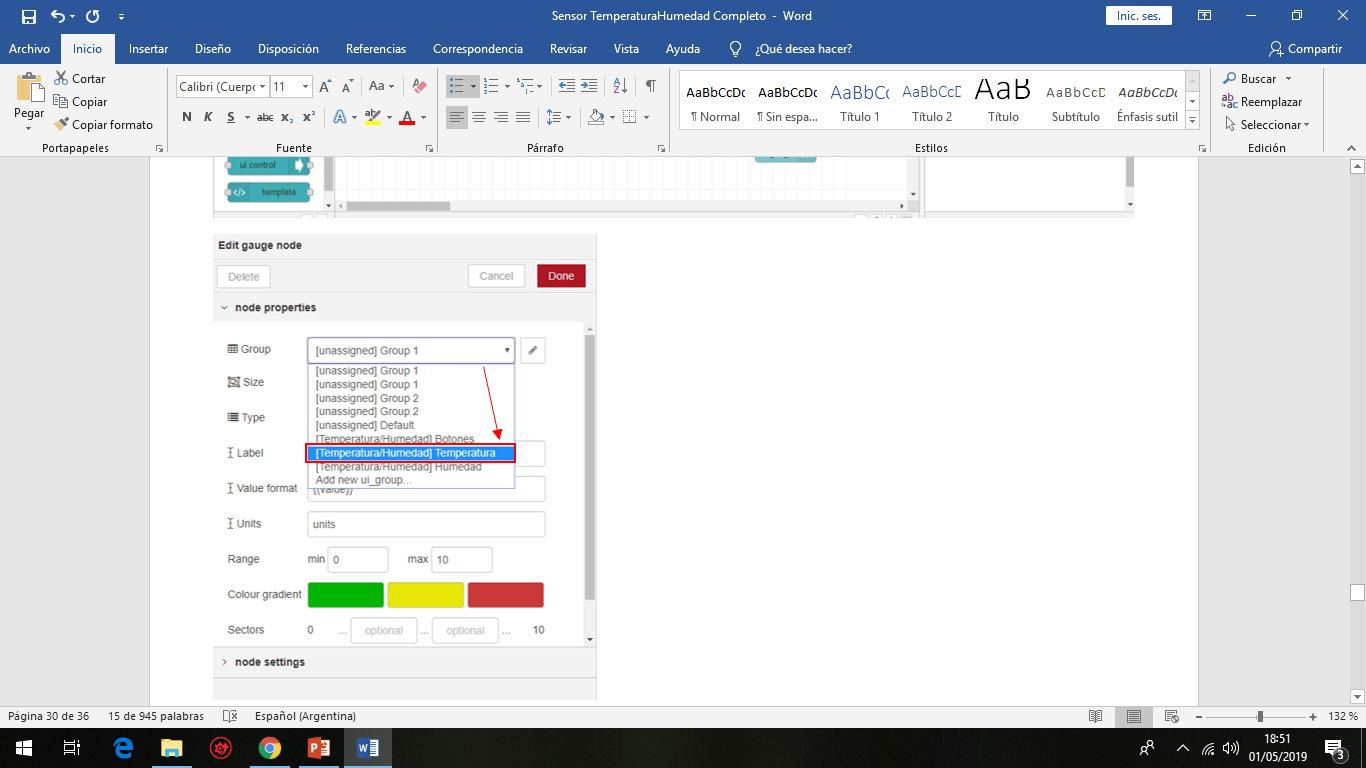 Sensor TemperaturaHumedad Completo - Word
Inic. ses.
Archivo Inicio Insertar Diseño Disposición Referencias Correspondencia Revisar Vista Ayuda ¿Qué desea hacer? Compartir
Pegar
Cortar
Copiar
Copiar formato
Portapapeles
Calibri (Cuerpo 11
Aa
N K S abc x₂ x²
Fuente
Párrafo
AaBbCcDc AaBbCcDc AaBbCc AaBbCcD AaB AaBbCcD AaBbCcDc
¶ Normal ¶ Sin espa... Título 1 Título 2 Título Subtítulo Énfasis sutil
Estilos
Buscar
Reemplazar
Seleccionar
Edición
ui control
template
Edit gauge node
Delete Cancel Done
node properties
Group [unassigned] Group 1
[unassigned] Group 1
[unassigned] Group 1
[unassigned] Group 2
[unassigned] Group 2
[unassigned] Default
[Temperatura/Humedad] Botones
[Temperatura/Humedad] Temperatura
[Temperatura/Humedad] Humedad
Add new ui_group...
Size
Type
Label
Value format {{value}}
Units units
Range min 0 max 10
Colour gradient
Sectors 0 ... optional ... optional ... 10
node settings
Página 30 de 36 15 de 945 palabras Español (Argentina) 132 %
18:51
01/05/2019
3